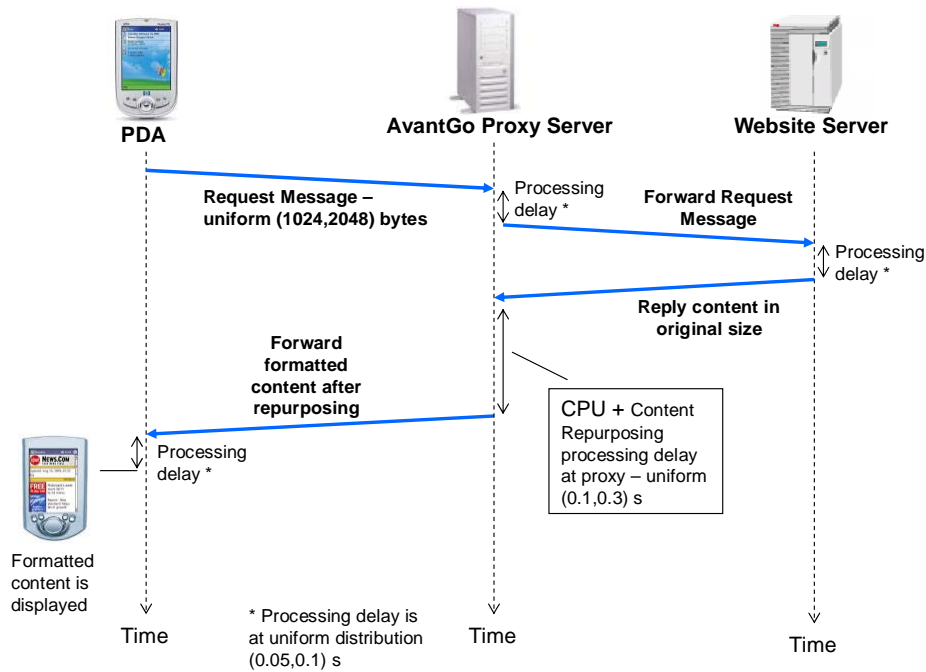 PDA
AvantGo Proxy Server
Website Server
Request Message –
uniform (1024,2048) bytes
Processing
delay *
Forward Request
Message
Processing
delay *
Reply content in
original size
Forward
formatted
content after
repurposing
CPU + Content
Repurposing
processing delay
at proxy – uniform
(0.1,0.3) s
Processing
delay *
NEWS.COM
FREE
Formatted
content is
displayed
Time
* Processing delay is
at uniform distribution
(0.05,0.1) s
Time
Time